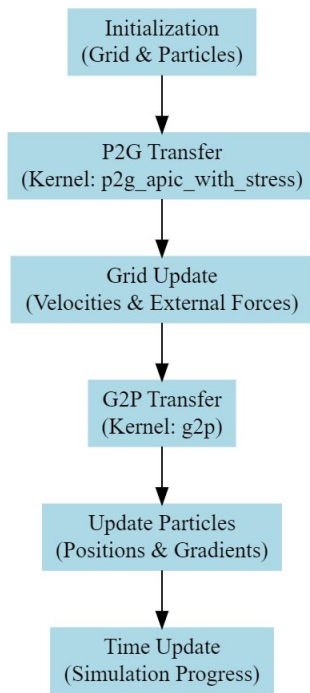 Initialization
(Grid & Particles)
P2G Transfer
(Kernel: p2g_apic_with_stress)
Grid Update
(Velocities & External Forces)
G2P Transfer
(Kernel: g2p)
Update Particles
(Positions & Gradients)
Time Update
(Simulation Progress)